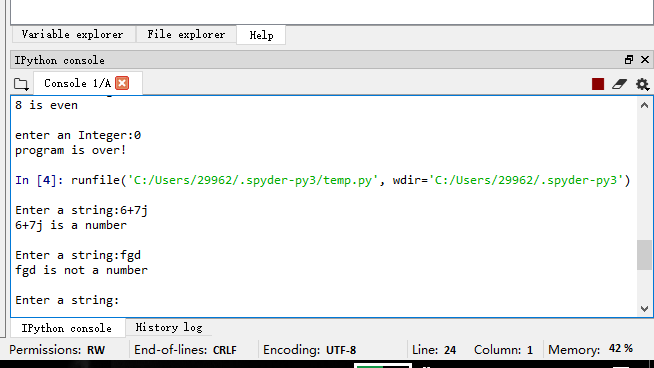 Variable explorer File explorer Help
IPython console
Console 1/A
8 is even
enter an Integer:0
program is over!
In [4]: runfile('C:/Users/29962/.spyder-py3/temp.py', wdir='C:/Users/29962/.spyder-py3')
Enter a string:6+7j
6+7j is a number
Enter a string:fgd
fgd is not a number
Enter a string:
IPython console History log
Permissions: RW End-of-lines: CRLF Encoding: UTF-8 Line: 24 Column: 1 Memory: 42 %